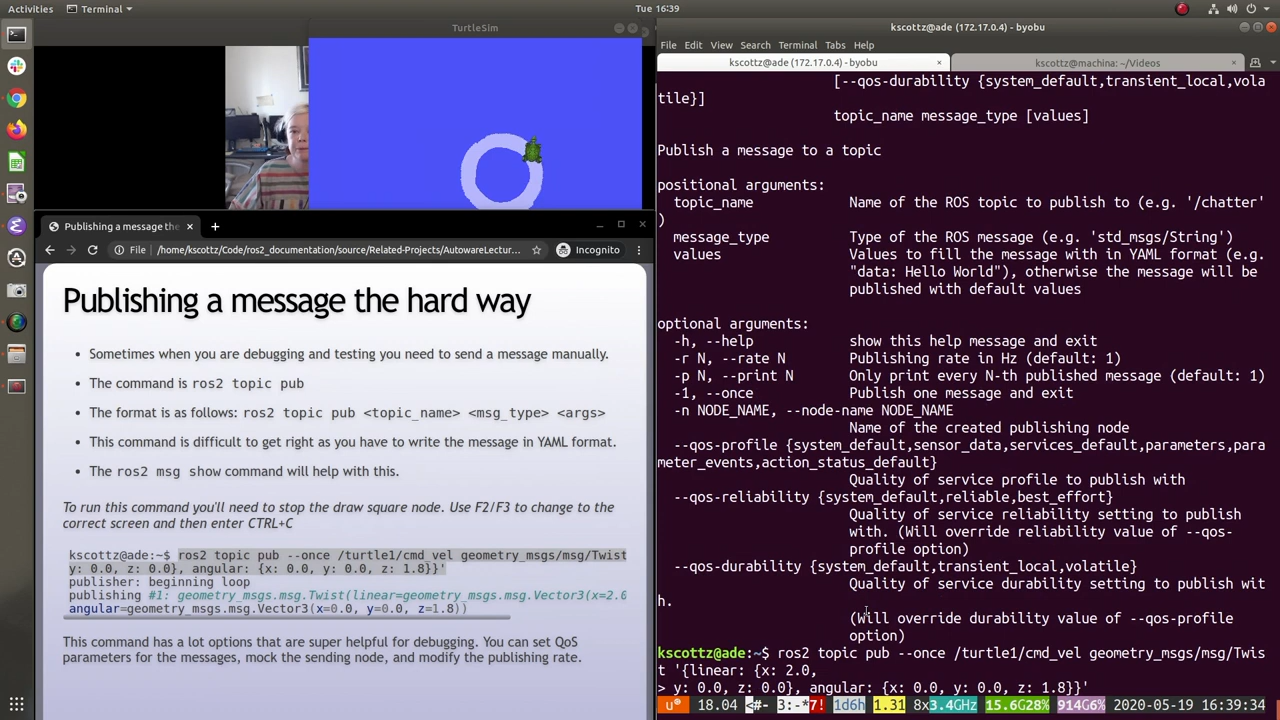 Activities
Terminal
Tue 16:39
TurtleSim
kscottz@ade (172.17.0.4) - byobu
File Edit View Search Terminal Tabs Help
kscottz@ade (172.17.0.4) - byobu
kscottz@machina: ~/Videos
[--qos-durability {system_default,transient_local,vola
tile}]
topic_name message_type [values]
Publish a message to a topic
positional arguments:
topic_name Name of the ROS topic to publish to (e.g. '/chatter'
)
message_type Type of the ROS message (e.g. 'std_msgs/String')
values Values to fill the message with in YAML format (e.g.
"data: Hello World"), otherwise the message will be
published with default values
optional arguments:
-h, --help show this help message and exit
-r N, --rate N Publishing rate in Hz (default: 1)
-p N, --print N Only print every N-th published message (default: 1)
-1, --once Publish one message and exit
-n NODE_NAME, --node-name NODE_NAME
Name of the created publishing node
--qos-profile {system_default,sensor_data,services_default,parameters,para
meter_events,action_status_default}
Quality of service profile to publish with
--qos-reliability {system_default,reliable,best_effort}
Quality of service reliability setting to publish
with. (Will override reliability value of --qos-
profile option)
--qos-durability {system_default,transient_local,volatile}
Quality of service durability setting to publish wit
h.
(Will override durability value of --qos-profile
option)
kscottz@ade:~$ ros2 topic pub --once /turtle1/cmd_vel geometry_msgs/msg/Twis
t '{linear: {x: 2.0,
> y: 0.0, z: 0.0}, angular: {x: 0.0, y: 0.0, z: 1.8}}'
u® 18.04 <#- 3:-*7! 1d6h 1.31 8x3.4GHz 15.6G28% 914G6% 2020-05-19 16:39:34
Publishing a message the
File /home/kscottz/Code/ros2_documentation/source/Related-Projects/AutowareLectur...
Incognito
Publishing a message the hard way
• Sometimes when you are debugging and testing you need to send a message manually.
• The command is ros2 topic pub
• The format is as follows: ros2 topic pub <topic_name> <msg_type> <args>
• This command is difficult to get right as you have to write the message in YAML format.
• The ros2 msg show command will help with this.
To run this command you'll need to stop the draw square node. Use F2/F3 to change to the
correct screen and then enter CTRL+C
kscottz@ade:~$ ros2 topic pub --once /turtle1/cmd_vel geometry_msgs/msg/Twist
y: 0.0, z: 0.0}, angular: {x: 0.0, y: 0.0, z: 1.8}}'
publisher: beginning loop
publishing #1: geometry_msgs.msg.Twist(linear=geometry_msgs.msg.Vector3(x=2.0
angular=geometry_msgs.msg.Vector3(x=0.0, y=0.0, z=1.8))
This command has a lot options that are super helpful for debugging. You can set QoS
parameters for the messages, mock the sending node, and modify the publishing rate.